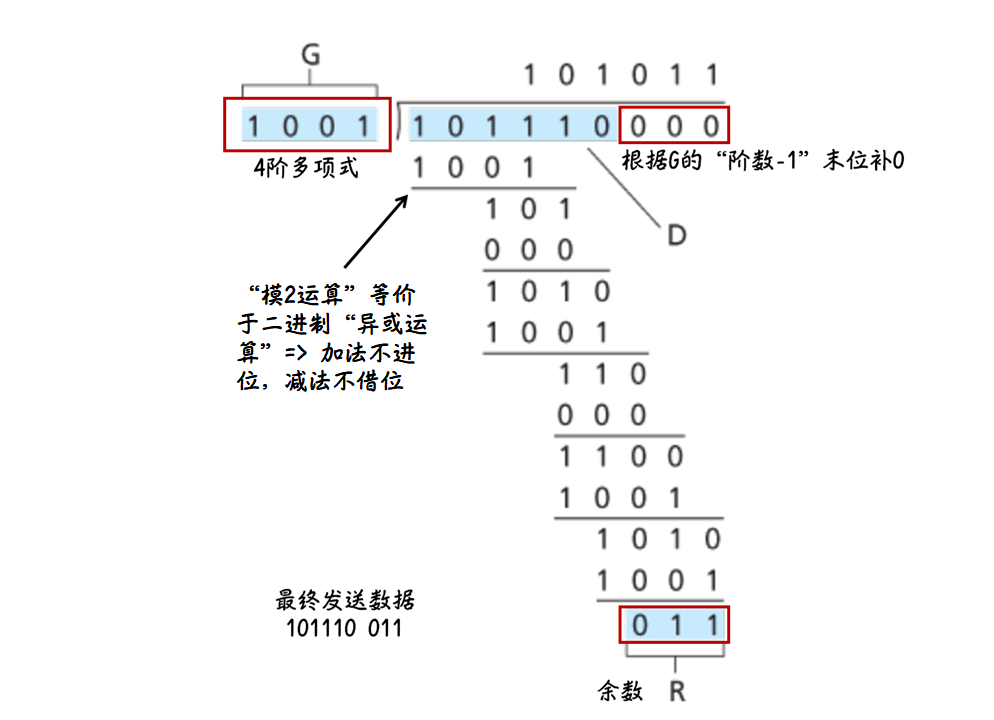 G
1 0 1 0 1 1
1 0 0 1
1 0 1 1 1 0 0 0 0
4阶多项式
1 0 0 1
根据G的“阶数-1”末位补0
1 0 1
D
0 0 0
“模2运算”等价
于二进制“异或运
算”=> 加法不进
位，减法不借位
1 0 1 0
1 0 0 1
1 1 0
0 0 0
1 1 0 0
1 0 0 1
1 0 1 0
1 0 0 1
最终发送数据
101110 011
0 1 1
余数 R